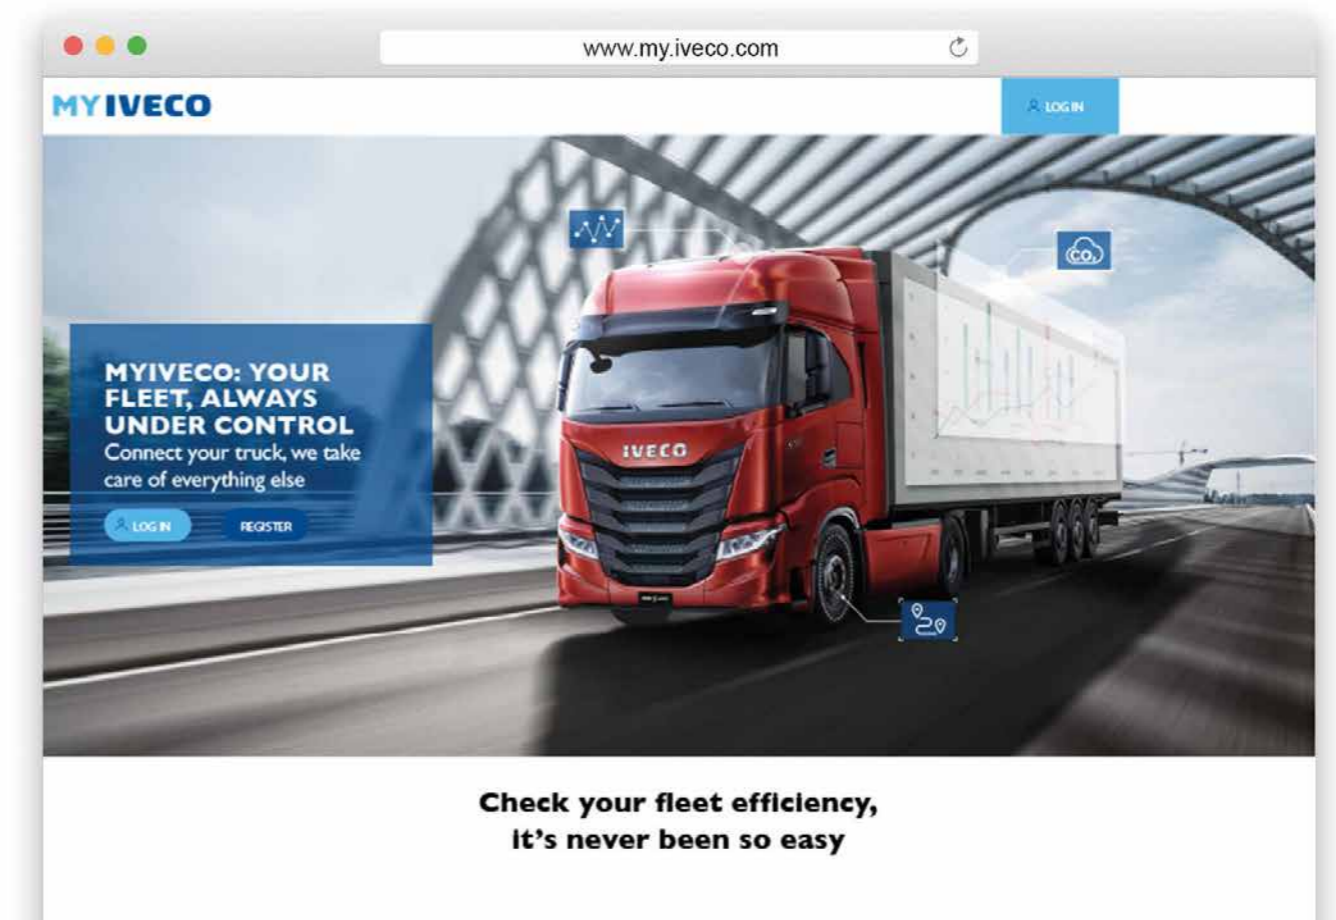 www.my.iveco.com
MYIVECO
LOG IN
CO₂
MYIVECO: YOUR
FLEET, ALWAYS
UNDER CONTROL
Connect your truck, we take
care of everything else
LOG IN
REGISTER
IVECO
Check your fleet efficiency,
it's never been so easy